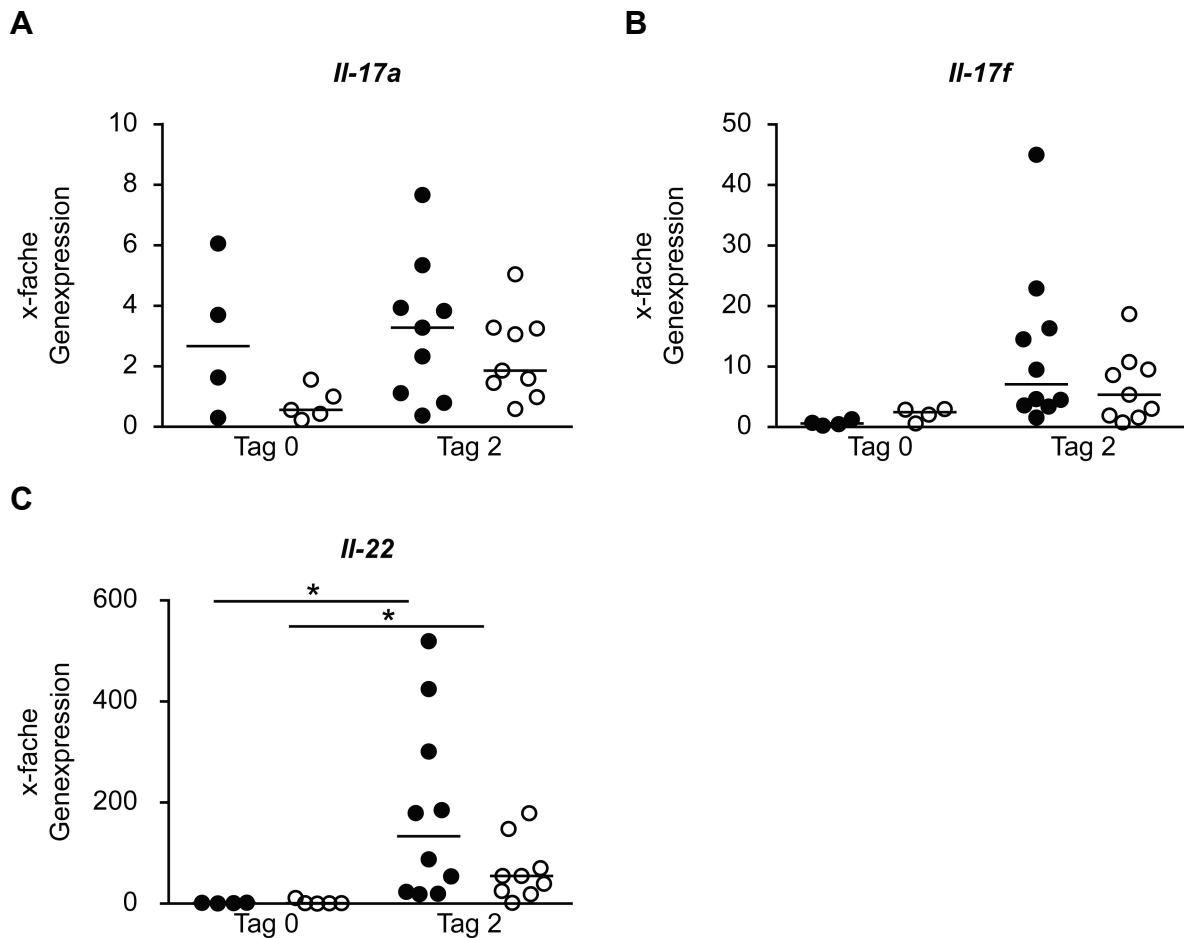 A
Il-17a
x-fache
Genexpression
10
8
6
4
2
0
Tag 0 Tag 2
B
Il-17f
x-fache
Genexpression
50
40
30
20
10
0
Tag 0 Tag 2
C
Il-22
x-fache
Genexpression
600
400
200
0
*
*
Tag 0 Tag 2